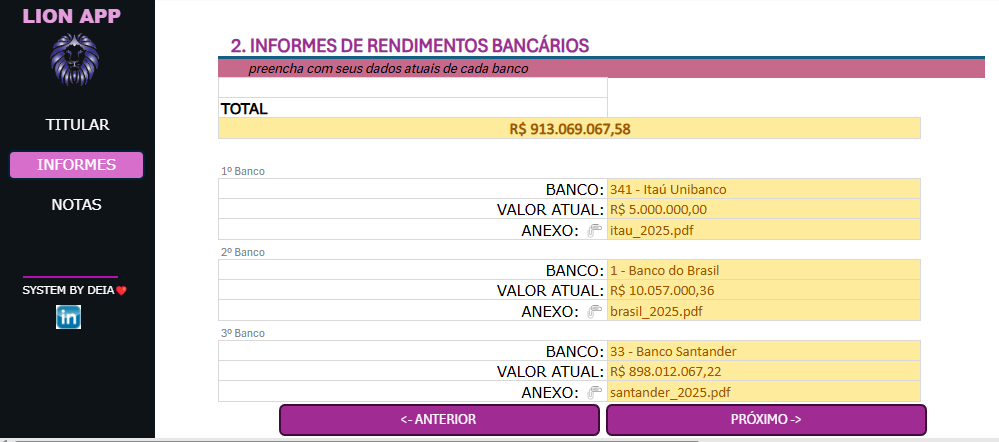 LION APP
TITULAR
INFORMES
NOTAS
SYSTEM BY DEIA❤
in
2. INFORMES DE RENDIMENTOS BANCÁRIOS
preencha com seus dados atuais de cada banco
TOTAL
R$ 913.069.067,58
1º Banco
BANCO: 341 - Itaú Unibanco
VALOR ATUAL: R$ 5.000.000,00
ANEXO: itau_2025.pdf
2º Banco
BANCO: 1 - Banco do Brasil
VALOR ATUAL: R$ 10.057.000,36
ANEXO: brasil_2025.pdf
3º Banco
BANCO: 33 - Banco Santander
VALOR ATUAL: R$ 898.012.067,22
ANEXO: santander_2025.pdf
<- ANTERIOR PRÓXIMO ->